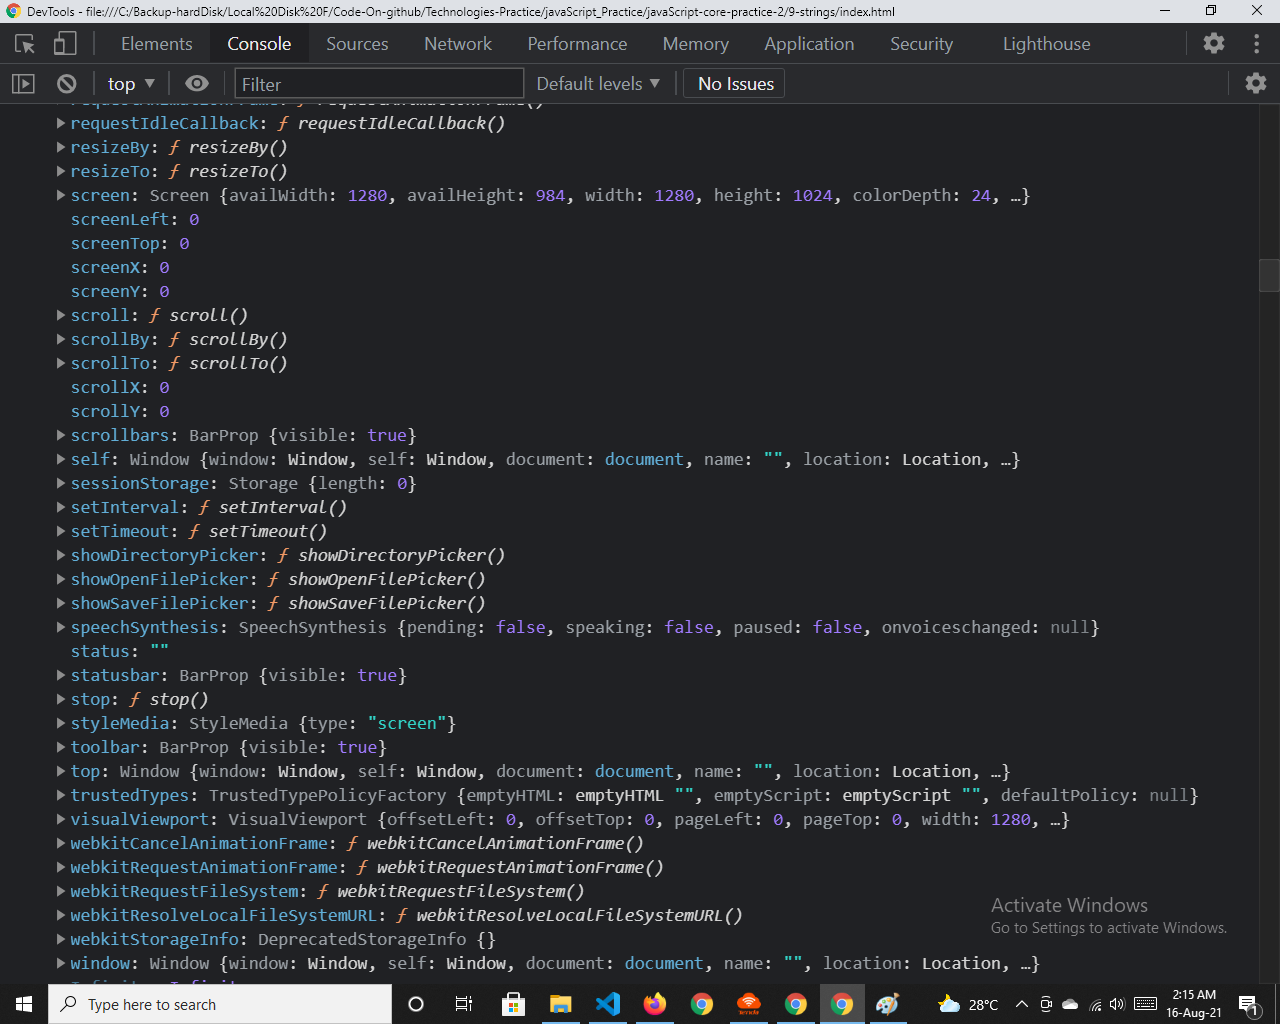 DevTools - file:///C:/Backup-hardDisk/Local%20Disk%20F/Code-On-github/Technologies-Practice/javaScript_Practice/javaScript-core-practice-2/9-strings/index.html
Elements Console Sources Network Performance Memory Application Security Lighthouse
top ▼ Filter Default levels ▼ No Issues
requestAnimationFrame: ƒ requestAnimationFrame()
requestIdleCallback: ƒ requestIdleCallback()
resizeBy: ƒ resizeBy()
resizeTo: ƒ resizeTo()
screen: Screen {availWidth: 1280, availHeight: 984, width: 1280, height: 1024, colorDepth: 24, …}
screenLeft: 0
screenTop: 0
screenX: 0
screenY: 0
scroll: ƒ scroll()
scrollBy: ƒ scrollBy()
scrollTo: ƒ scrollTo()
scrollX: 0
scrollY: 0
scrollbars: BarProp {visible: true}
self: Window {window: Window, self: Window, document: document, name: "", location: Location, …}
sessionStorage: Storage {length: 0}
setInterval: ƒ setInterval()
setTimeout: ƒ setTimeout()
showDirectoryPicker: ƒ showDirectoryPicker()
showOpenFilePicker: ƒ showOpenFilePicker()
showSaveFilePicker: ƒ showSaveFilePicker()
speechSynthesis: SpeechSynthesis {pending: false, speaking: false, paused: false, onvoiceschanged: null}
status: ""
statusbar: BarProp {visible: true}
stop: ƒ stop()
styleMedia: StyleMedia {type: "screen"}
toolbar: BarProp {visible: true}
top: Window {window: Window, self: Window, document: document, name: "", location: Location, …}
trustedTypes: TrustedTypePolicyFactory {emptyHTML: emptyHTML "", emptyScript: emptyScript "", defaultPolicy: null}
visualViewport: VisualViewport {offsetLeft: 0, offsetTop: 0, pageLeft: 0, pageTop: 0, width: 1280, …}
webkitCancelAnimationFrame: ƒ webkitCancelAnimationFrame()
webkitRequestAnimationFrame: ƒ webkitRequestAnimationFrame()
webkitRequestFileSystem: ƒ webkitRequestFileSystem()
webkitResolveLocalFileSystemURL: ƒ webkitResolveLocalFileSystemURL()
webkitStorageInfo: DeprecatedStorageInfo {}
window: Window {window: Window, self: Window, document: document, name: "", location: Location, …}
Infinity: Infinity
Activate Windows
Go to Settings to activate Windows.
Type here to search
28°C
2:15 AM
16-Aug-21
1